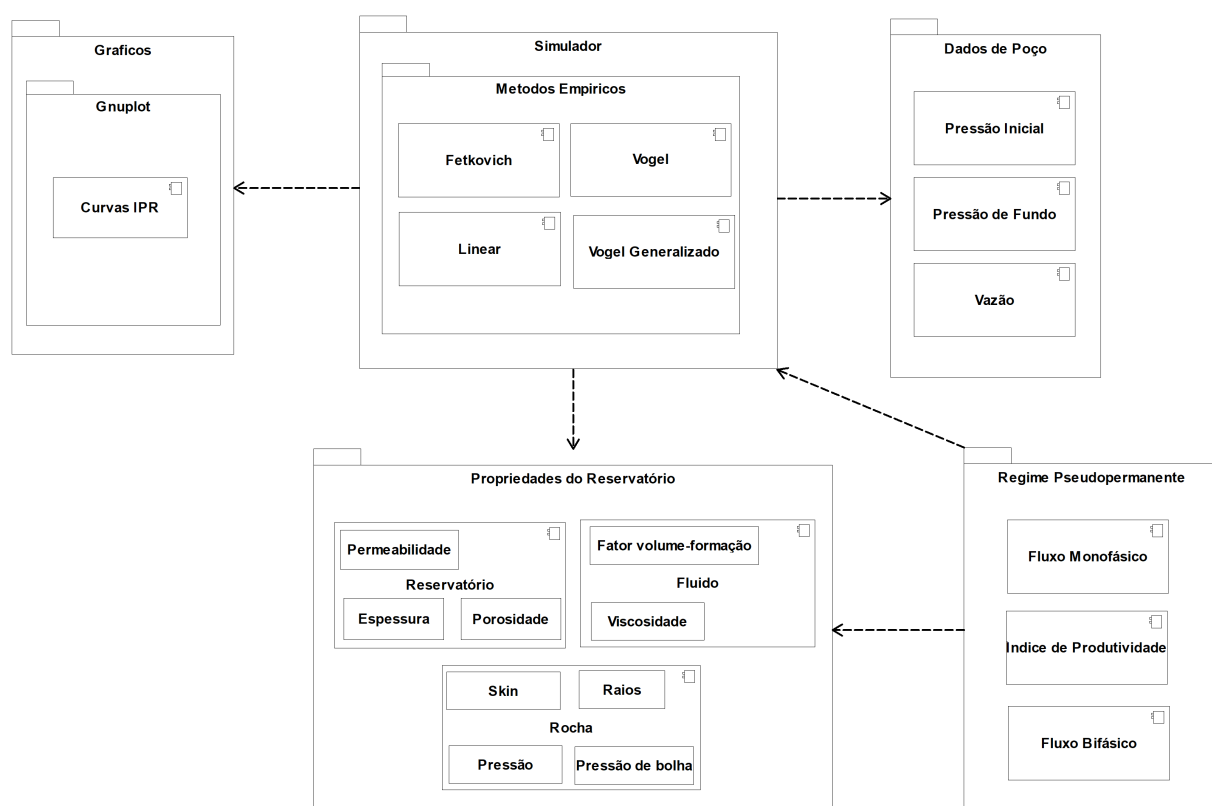 Graficos
Gnuplot
Curvas IPR
Simulador
Metodos Empiricos
Fetkovich
Vogel
Linear
Vogel Generalizado
Dados de Poço
Pressão Inicial
Pressão de Fundo
Vazão
Propriedades do Reservatório
Permeabilidade
Reservatório
Espessura
Porosidade
Fator volume-formação
Fluido
Viscosidade
Skin
Raios
Rocha
Pressão
Pressão de bolha
Regime Pseudopermanente
Fluxo Monofásico
Indice de Produtividade
Fluxo Bifásico